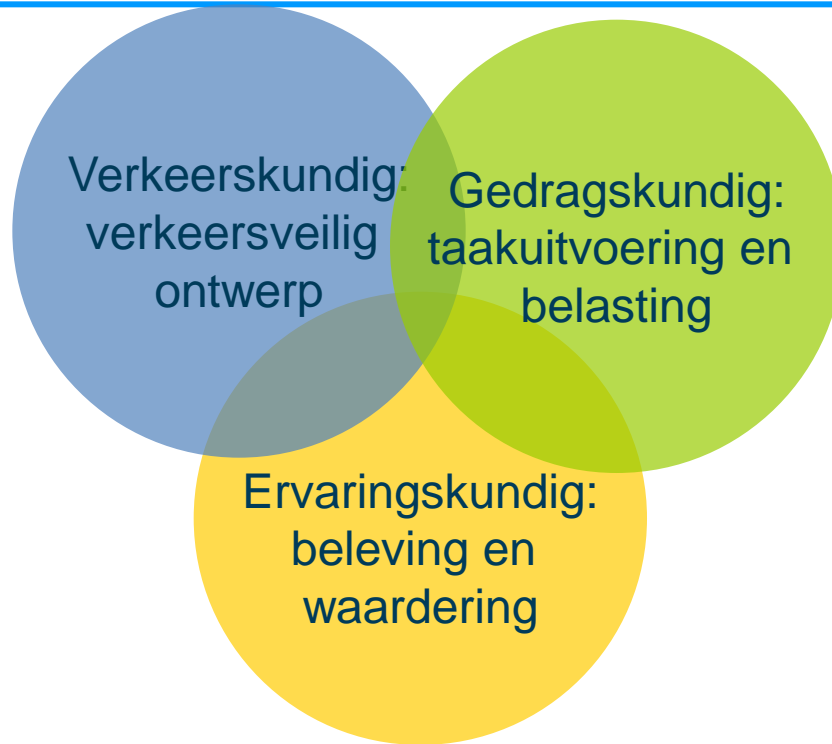 Verkeerskundig:
verkeersveilig
ontwerp
Gedragskundig:
taakuitvoering en
belasting
Ervaringskundig:
beleving en
waardering